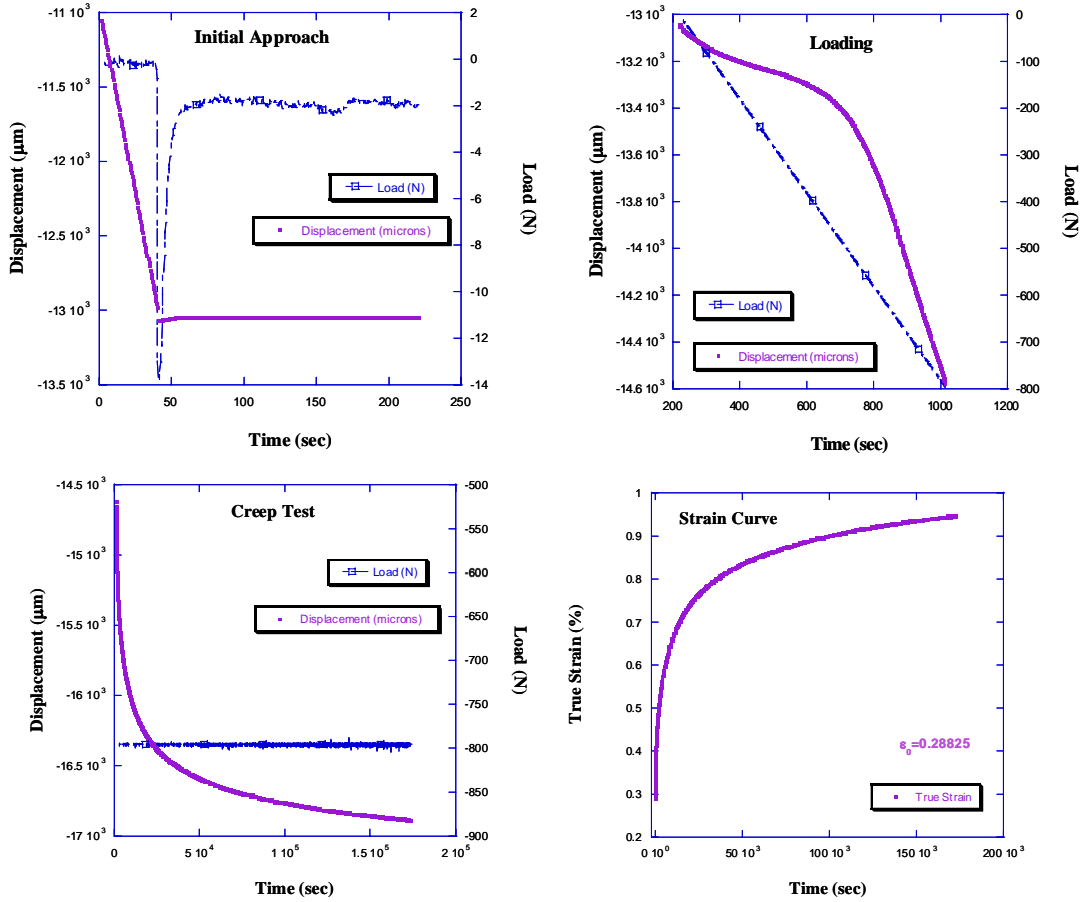 Initial Approach
-11 10³
-11.5 10³
-12 10³
-12.5 10³
-13 10³
-13.5 10³
Displacement (µm)
2
0
-2
-4
-6
-8
-10
-12
-14
Load (N)
Load (N)
Displacement (microns)
0 50 100 150 200 250
Time (sec)
Loading
-13 10³
-13.2 10³
-13.4 10³
-13.6 10³
-13.8 10³
-14 10³
-14.2 10³
-14.4 10³
-14.6 10³
Displacement (µm)
0
-100
-200
-300
-400
-500
-600
-700
-800
Load (N)
Load (N)
Displacement (microns)
200 400 600 800 1000 1200
Time (sec)
Creep Test
-14.5 10³
-15 10³
-15.5 10³
-16 10³
-16.5 10³
-17 10³
Displacement (µm)
-500
-550
-600
-650
-700
-750
-800
-850
-900
Load (N)
Load (N)
Displacement (microns)
0 5 10⁴ 1 10⁵ 1.5 10⁵ 2 10⁵
Time (sec)
Strain Curve
1
0.9
0.8
0.7
0.6
0.5
0.4
0.3
0.2
True Strain (%)
ε₀=0.28825
True Strain
0 10⁰ 50 10³ 100 10³ 150 10³ 200 10³
Time (sec)